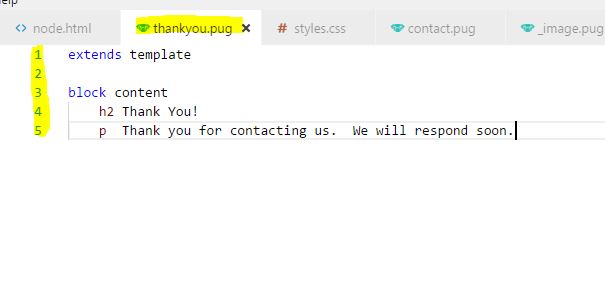 node.html thankyou.pug × # styles.css contact.pug _image.pug
1 extends template
2
3 block content
4 h2 Thank You!
5 p  Thank you for contacting us.  We will respond soon.